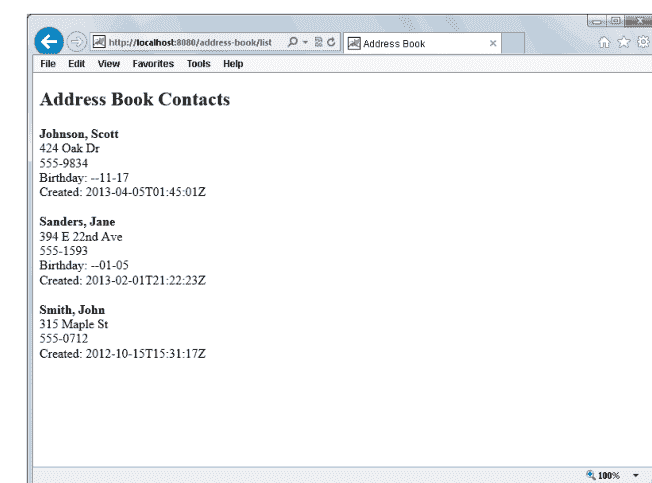 http://localhost:8080/address-book/list
Address Book
File Edit View Favorites Tools Help
Address Book Contacts
Johnson, Scott
424 Oak Dr
555-9834
Birthday: --11-17
Created: 2013-04-05T01:45:01Z
Sanders, Jane
394 E 22nd Ave
555-1593
Birthday: --01-05
Created: 2013-02-01T21:22:23Z
Smith, John
315 Maple St
555-0712
Created: 2012-10-15T15:31:17Z
100%